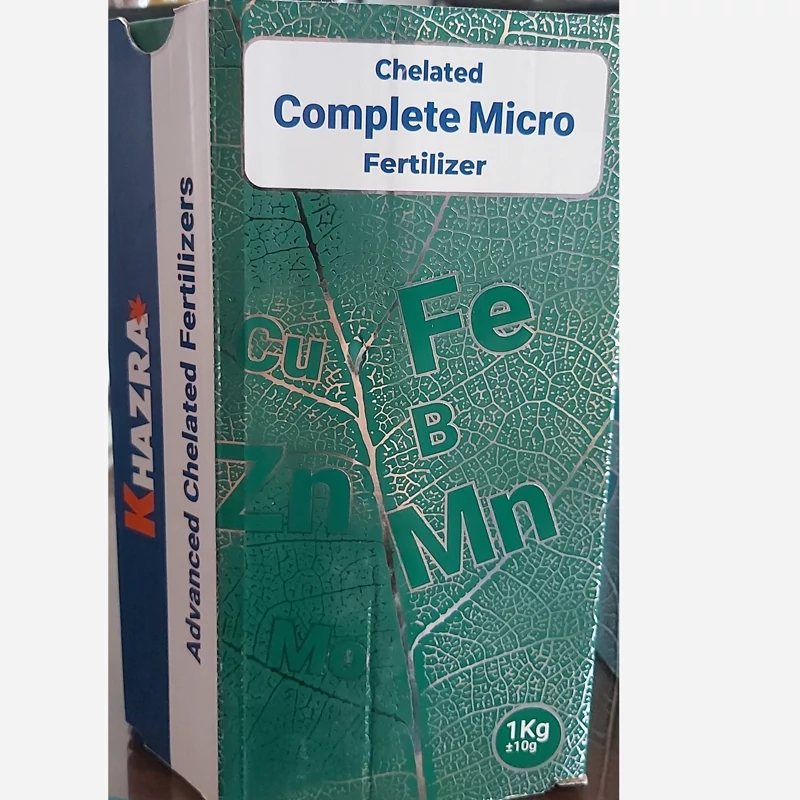 Chelated
Complete Micro
Fertilizer
Fe
Cu
B
Zn
Mn
Mo
1Kg
±10g
KHAZRA
Advanced Chelated Fertilizers